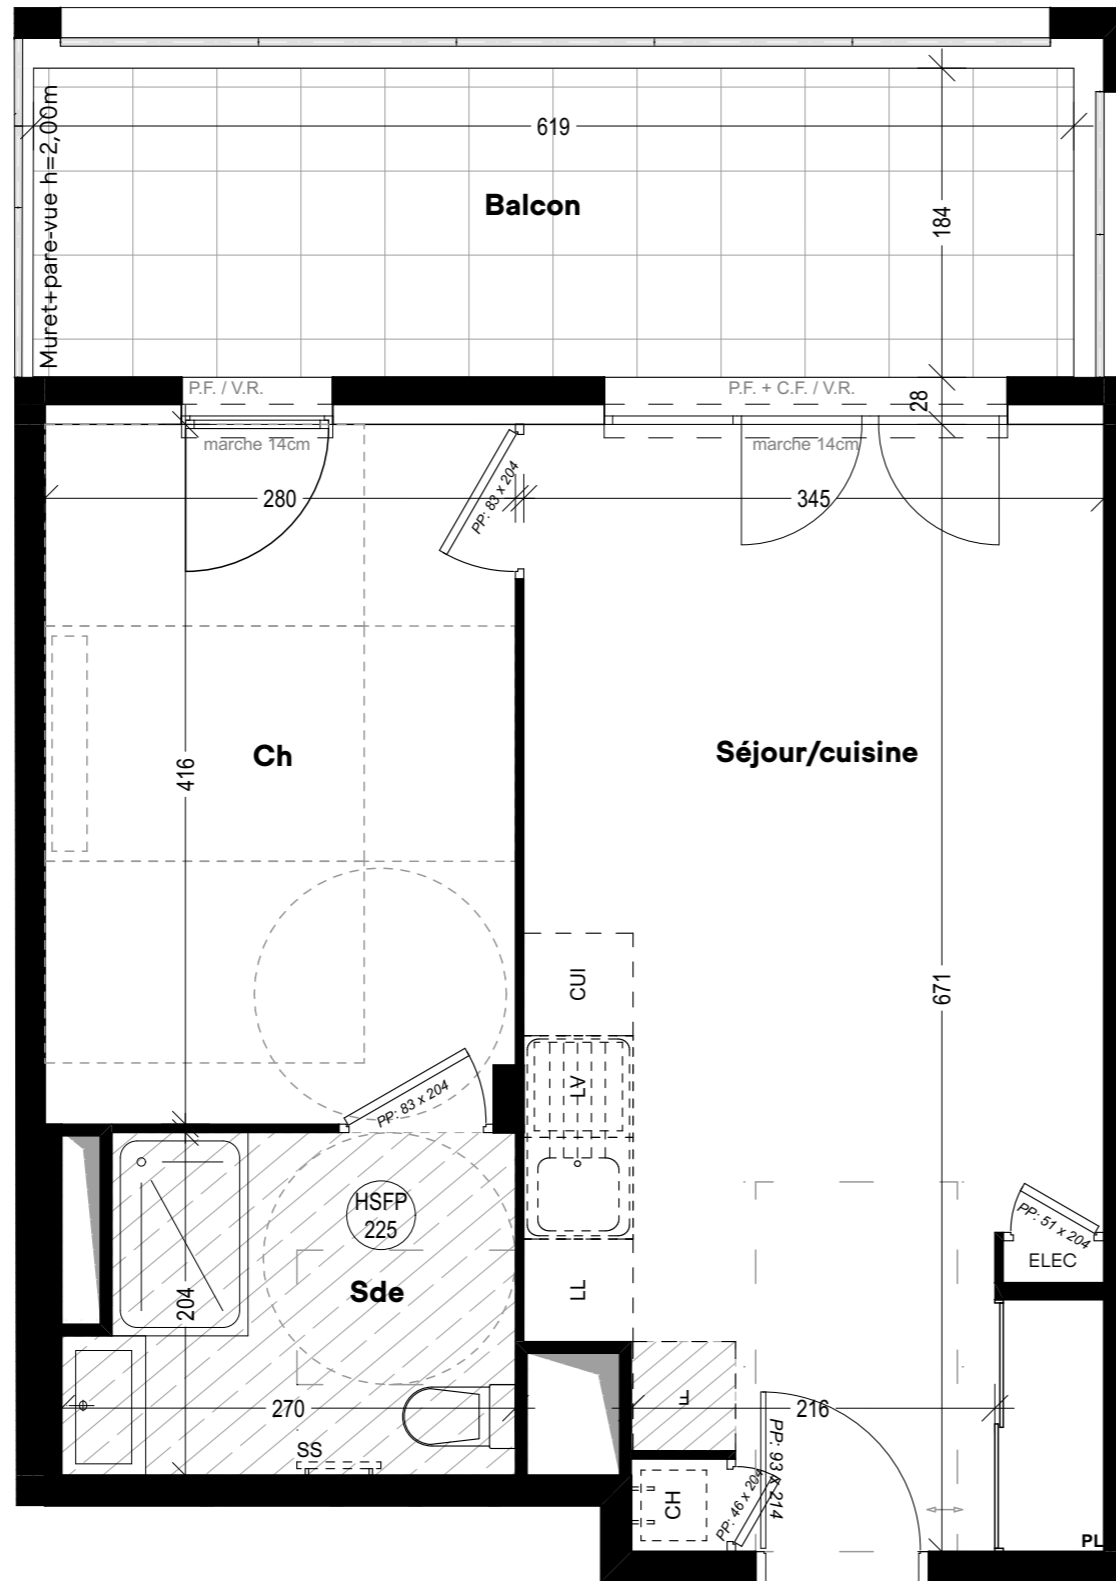 619
Balcon
184
Muret+pare-vue h=2,00m
P.F. / V.R.
P.F. + C.F. / V.R.
28
marche 14cm
marche 14cm
280
PP: 83 x 204
345
Ch
Séjour/cuisine
416
CUI
671
LV
PP: 83 x 204
HSFP
225
PP: 51 x 204
ELEC
Sde
204
LL
F
270
216
SS
CH
PP: 46 x 204
PP: 93 x 214
PL